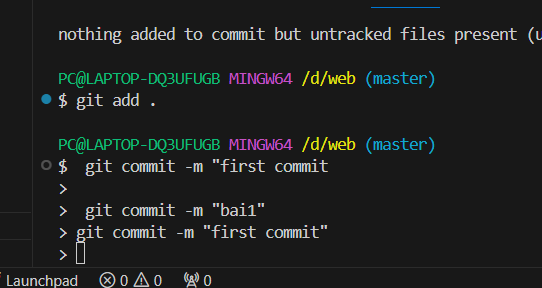 nothing added to commit but untracked files present (u
PC@LAPTOP-DQ3UFUGB MINGW64 /d/web (master)
$ git add .
PC@LAPTOP-DQ3UFUGB MINGW64 /d/web (master)
$  git commit -m "first commit
>
>  git commit -m "bai1"
> git commit -m "first commit"
>
Launchpad 0 0 0